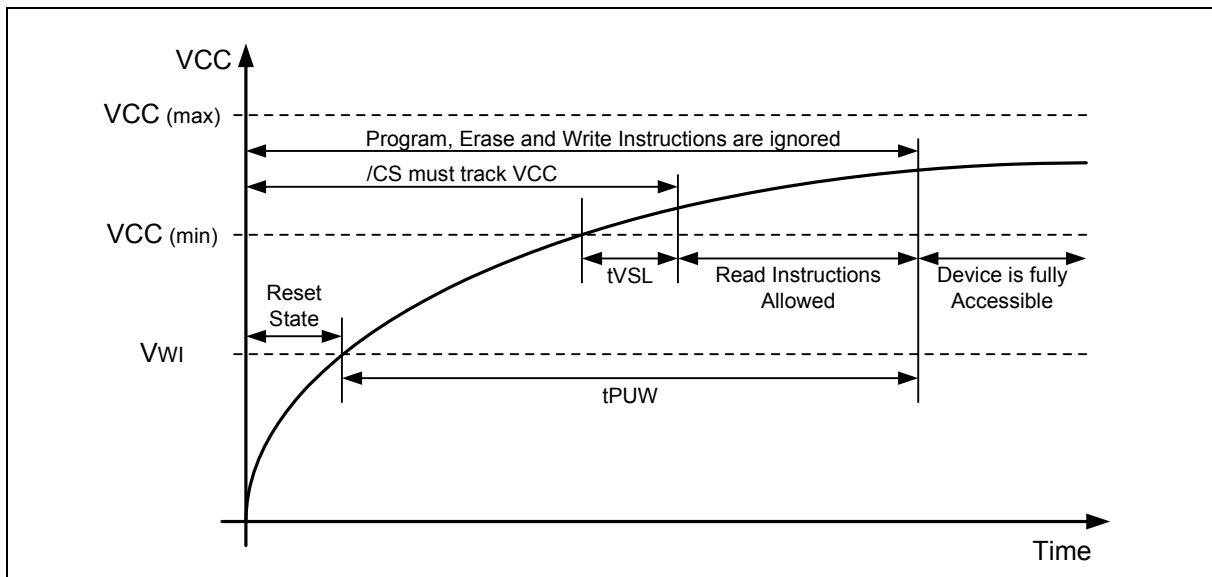 VCC
VCC (max)
Program, Erase and Write Instructions are ignored
/CS must track VCC
VCC (min)
tVSL
Read Instructions
Allowed
Device is fully
Accessible
Reset
State
VWI
tPUW
Time